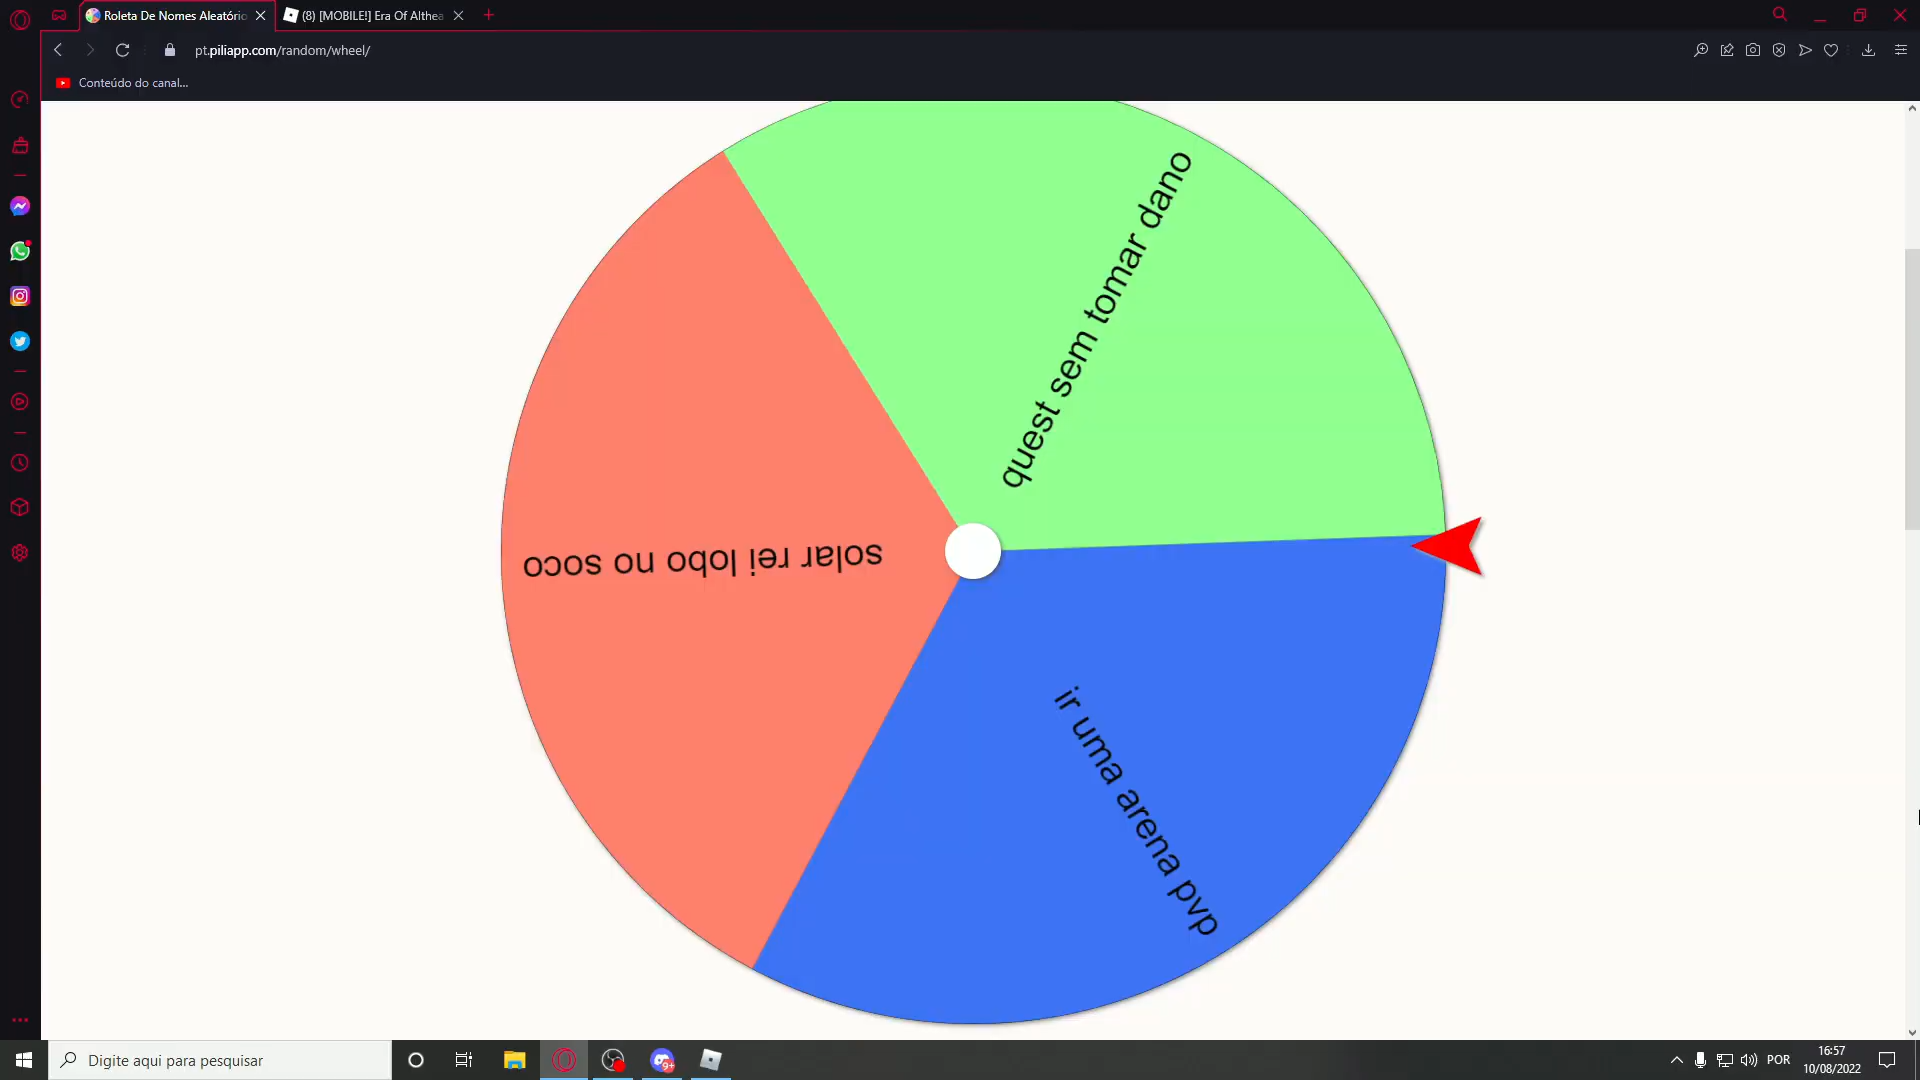 Roleta De Nomes Aleatório
(8) [MOBILE!] Era Of Althea
pt.piliapp.com/random/wheel/
Conteúdo do canal...
quest sem tomar dano
solar rei lobo no soco
ir uma arena pvp
Digite aqui para pesquisar
9+
POR
16:57
10/08/2022